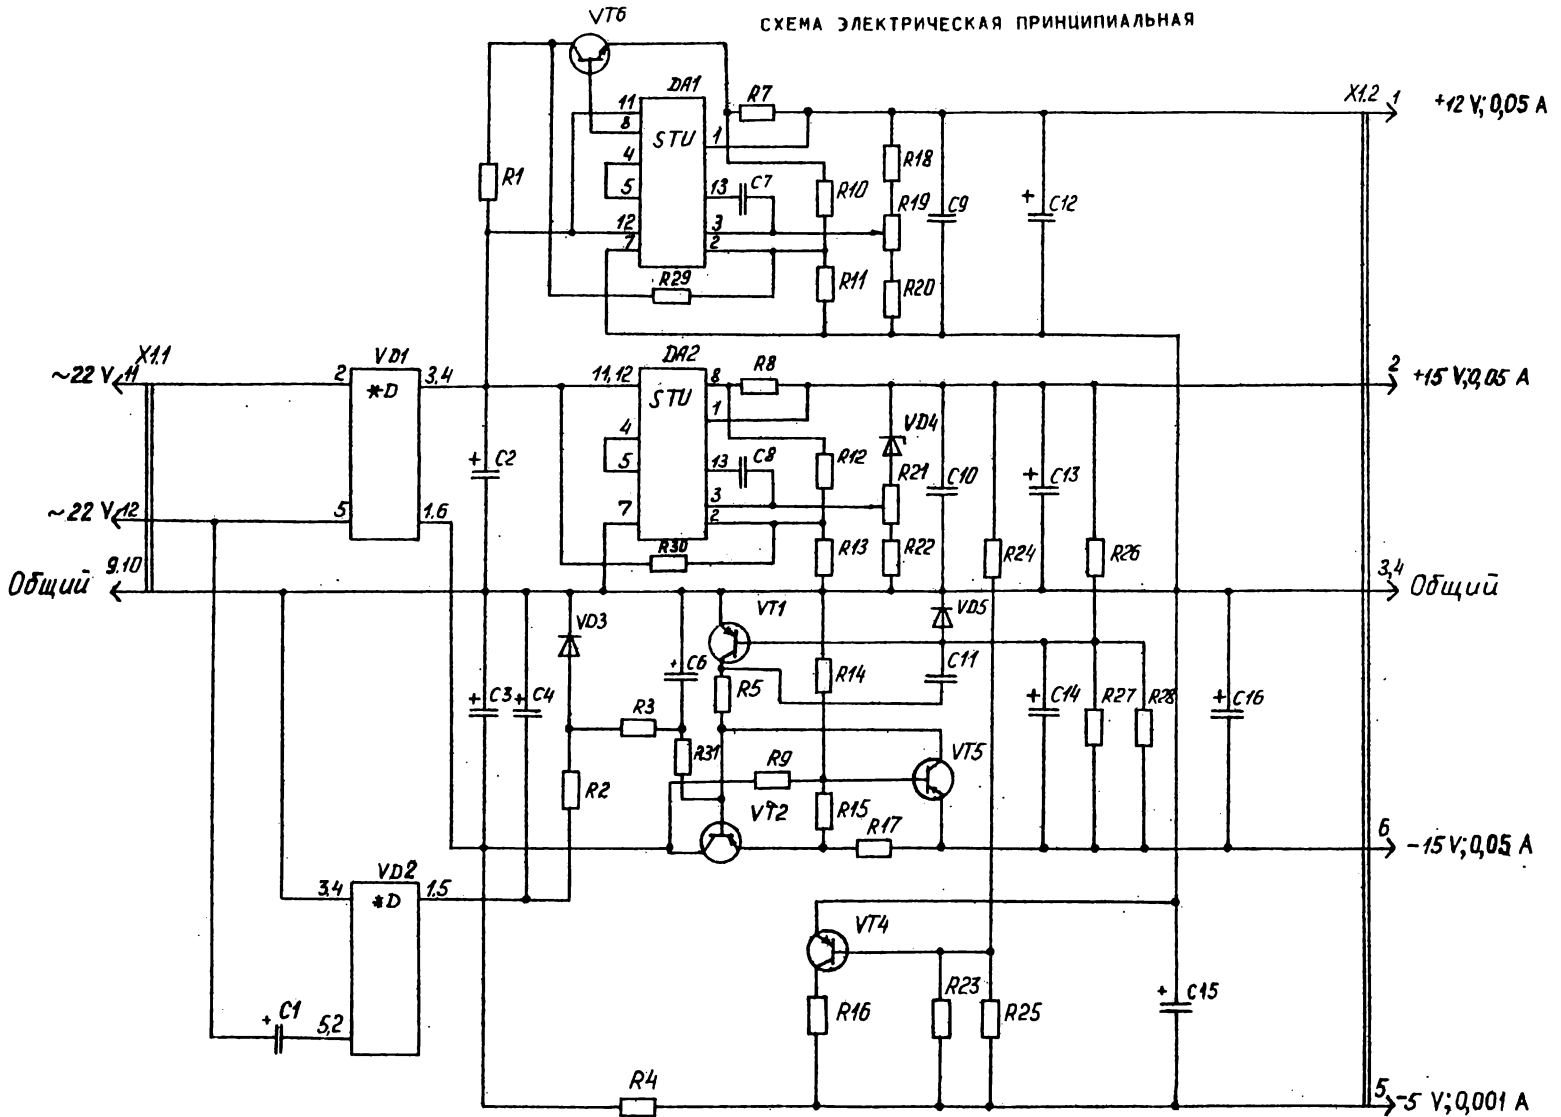 СХЕМА ЭЛЕКТРИЧЕСКАЯ ПРИНЦИПИАЛЬНАЯ
VT6
DA1
STU
11
8
4
5
12
7
1
13
3
2
R1
R7
C7
R10
R11
R18
R19
R20
C9
+ C12
R29
X1.2
1 +12 V; 0,05 A
X1.1
~22 V 11
~22 V 12
9.10
Общий
VD1
*D
2
3,4
5
1.6
DA2
STU
11,12
8
1
4
5
13
3
7
2
R8
C8
R12
R13
VD4
R21
R22
C10
+ C13
R24
R26
R30
+ C2
2 +15 V; 0,05 A
3,4
Общий
VD3
VT1
VD5
C11
+ C3
+ C4
+ C6
R5
R14
R3
R31
R2
R9
VT2
R15
VT5
R17
+ C14
R27
R28
+ C16
6
-15 V; 0,05 A
VD2
*D
3,4
1.5
5,2
+ C1
VT4
R16
R23
R25
+ C15
R4
5 -5 V; 0,001 A